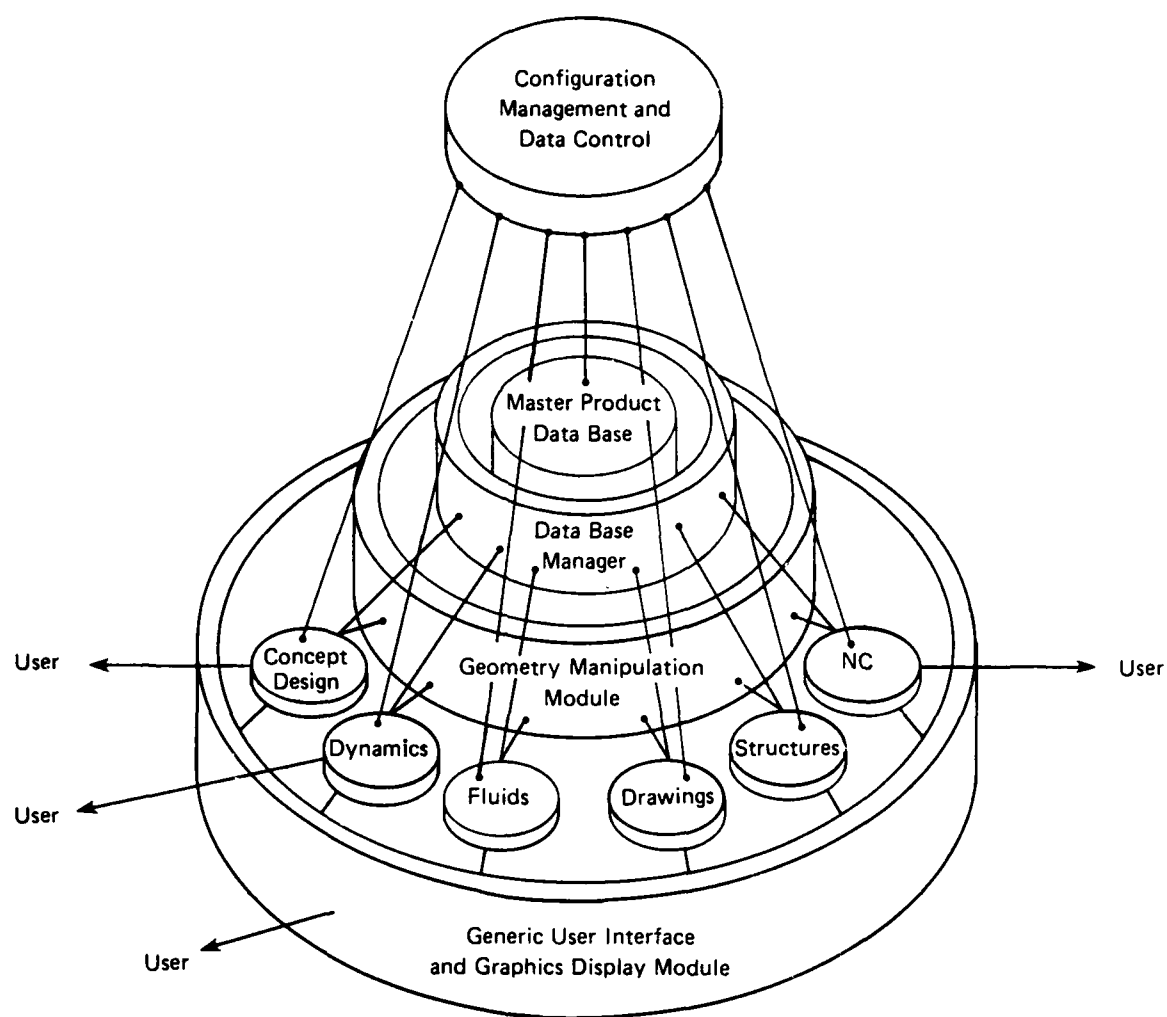 Configuration
Management and
Data Control
Master Product
Data Base
Data Base
Manager
Geometry Manipulation
Module
Concept
Design
NC
User
User
Dynamics
Structures
Fluids
Drawings
User
User
Generic User Interface
and Graphics Display Module